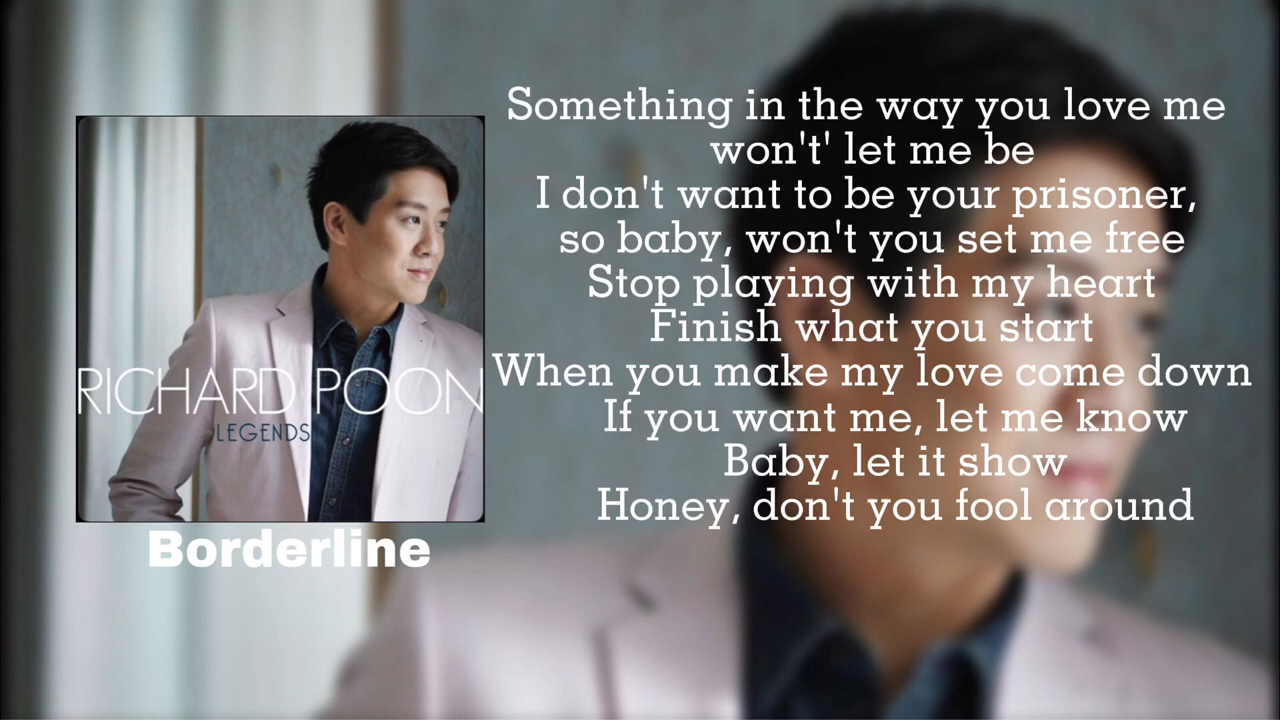 RICHARD POON
LEGENDS
Borderline
Something in the way you love me
won't' let me be
I don't want to be your prisoner,
so baby, won't you set me free
Stop playing with my heart
Finish what you start
When you make my love come down
If you want me, let me know
Baby, let it show
Honey, don't you fool around